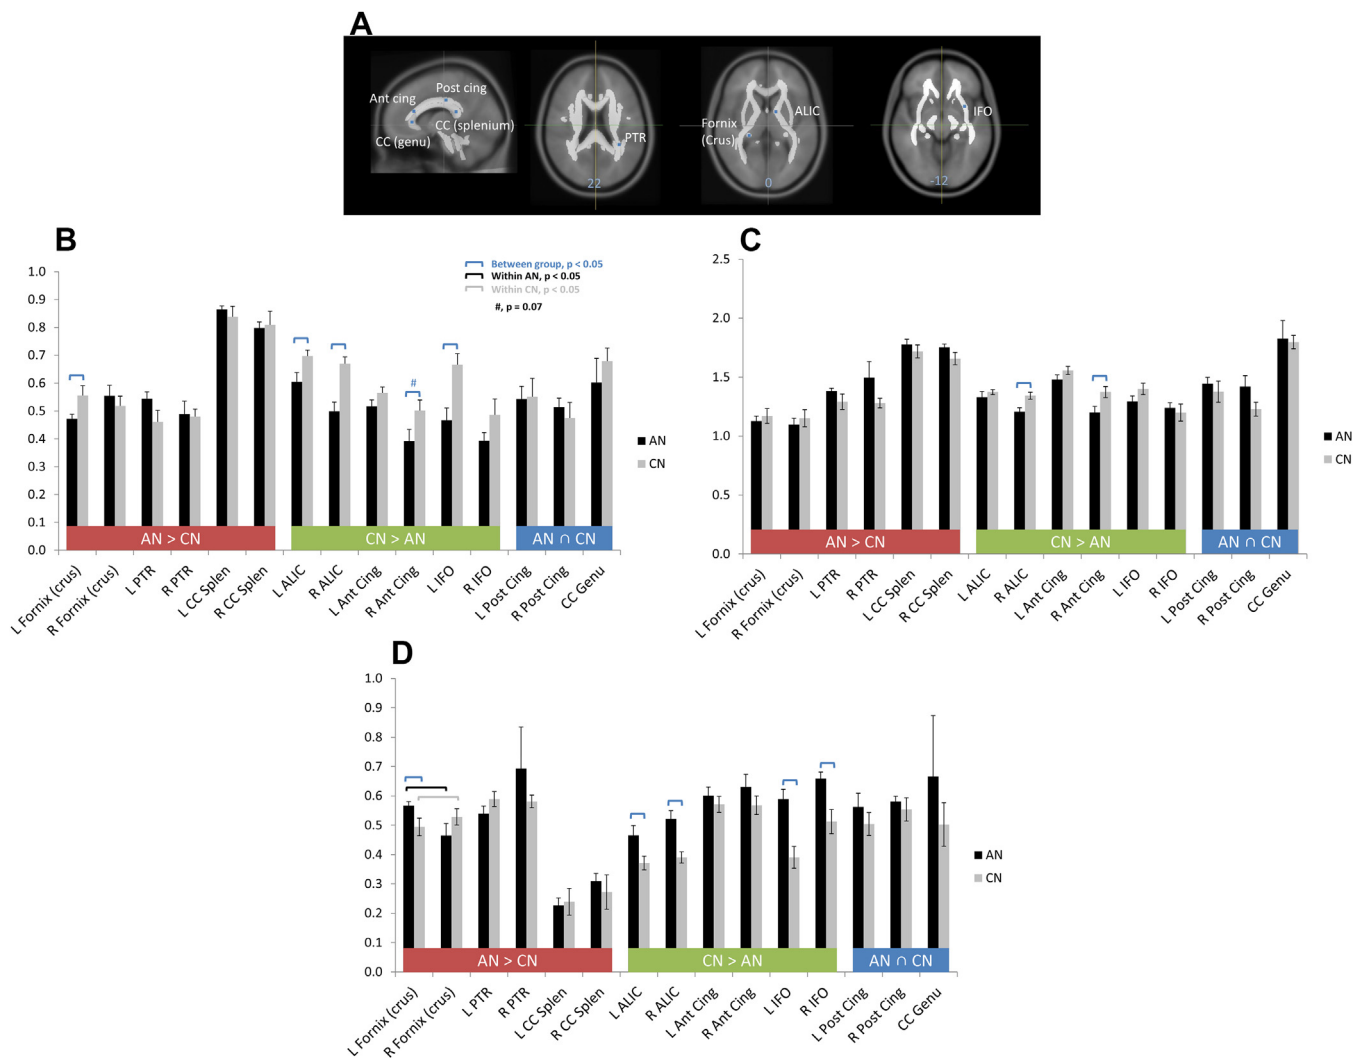 A
Ant cing
Post cing
CC (splenium)
CC (genu)
PTR
22
Fornix
(Crus)
ALIC
0
IFO
-12
B
Between group, p < 0.05
Within AN, p < 0.05
Within CN, p < 0.05
#, p = 0.07
1.0
0.9
0.8
0.7
0.6
0.5
0.4
0.3
0.2
0.1
0.0
#
AN
CN
AN > CN
CN > AN
AN ∩ CN
L Fornix (crus)
R Fornix (crus)
L PTR
R PTR
L CC Splen
R CC Splen
L ALIC
R ALIC
L Ant Cing
R Ant Cing
L IFO
R IFO
L Post Cing
R Post Cing
CC Genu
C
2.5
2.0
1.5
1.0
0.5
0.0
AN
CN
AN > CN
CN > AN
AN ∩ CN
L Fornix (crus)
R Fornix (crus)
L PTR
R PTR
L CC Splen
R CC Splen
L ALIC
R ALIC
L Ant Cing
R Ant Cing
L IFO
R IFO
L Post Cing
R Post Cing
CC Genu
D
1.0
0.9
0.8
0.7
0.6
0.5
0.4
0.3
0.2
0.1
0.0
AN
CN
AN > CN
CN > AN
AN ∩ CN
L Fornix (crus)
R Fornix (crus)
L PTR
R PTR
L CC Splen
R CC Splen
L ALIC
R ALIC
L Ant Cing
R Ant Cing
L IFO
R IFO
L Post Cing
R Post Cing
CC Genu